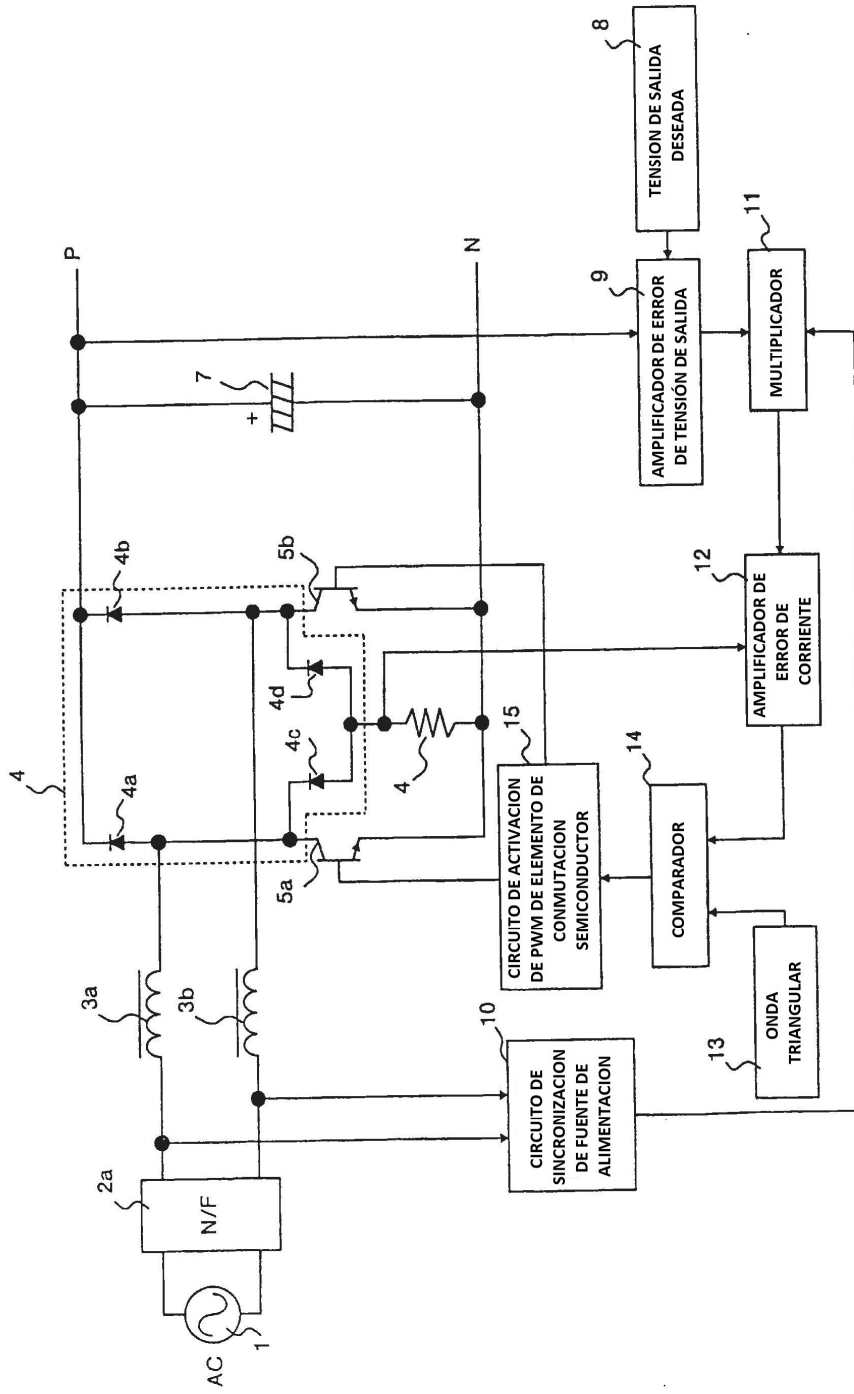 AC
1
2a
N/F
3a
3b
4
4a
4b
4c
4d
4
5a
5b
+
7
P
N
8
TENSION DE SALIDA
DESEADA
9
AMPLIFICADOR DE ERROR
DE TENSIÓN DE SALIDA
10
CIRCUITO DE
SINCRONIZACION
DE FUENTE DE
ALIMENTACION
11
MULTIPLICADOR
12
AMPLIFICADOR DE
ERROR DE
CORRIENTE
13
ONDA
TRIANGULAR
14
COMPARADOR
15
CIRCUITO DE ACTIVACION
DE PWM DE ELEMENTO DE
CONMUTACION
SEMICONDUCTOR